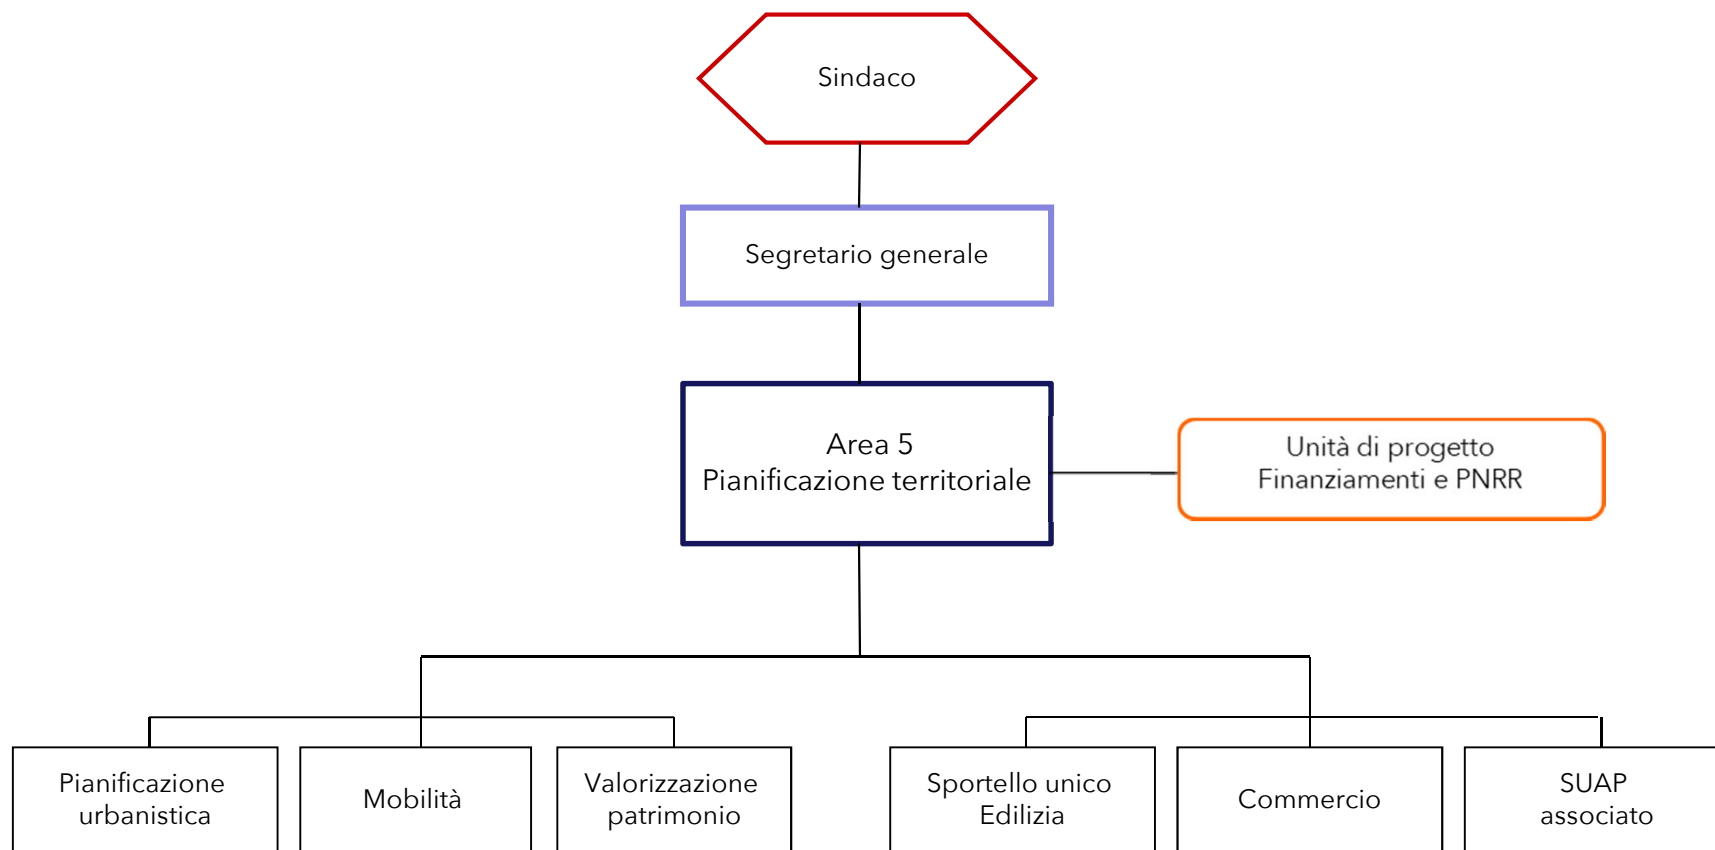 Sindaco
Segretario generale
Area 5
Pianificazione territoriale
Unità di progetto
Finanziamenti e PNRR
Pianificazione
urbanistica
Mobilità
Valorizzazione
patrimonio
Sportello unico
Edilizia
Commercio
SUAP
associato